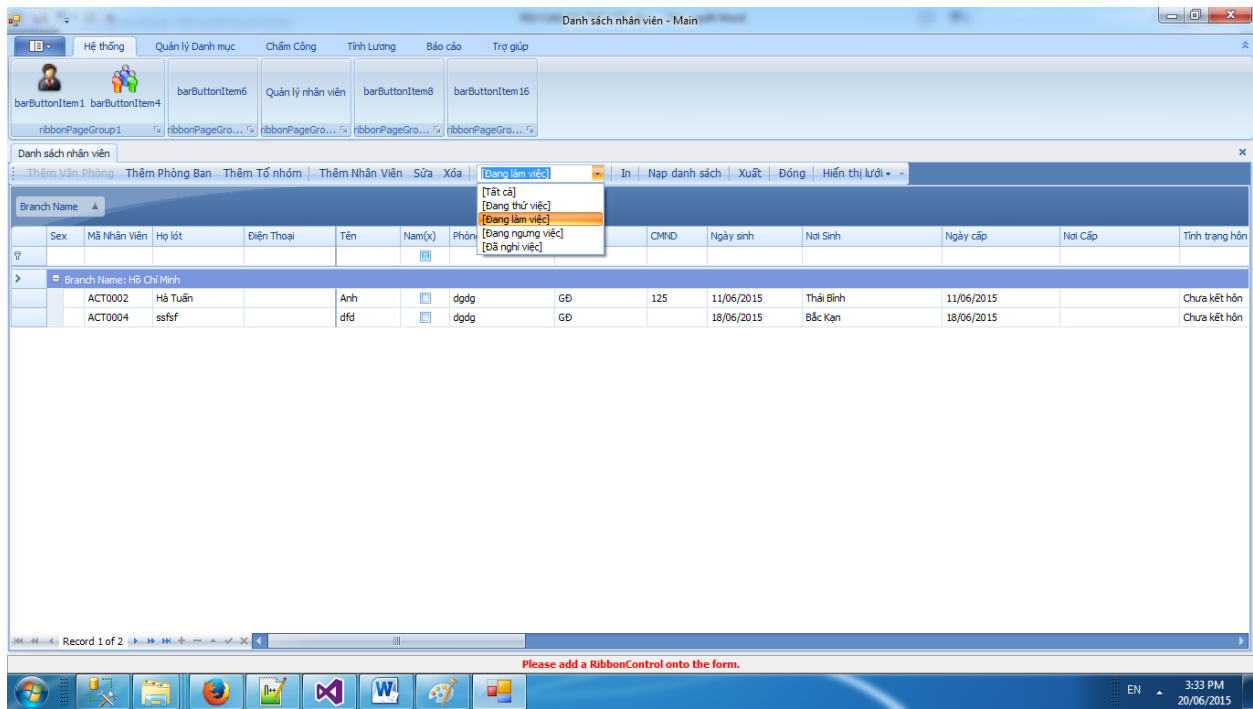 Danh sách nhân viên - Main
Hệ thống Quản lý Danh mục Chấm Công Tính Lương Báo cáo Trợ giúp
barButtonItem1 barButtonItem4 barButtonItem6 Quản lý nhân viên barButtonItem8 barButtonItem16
ribbonPageGroup1 ribbonPageGro... ribbonPageGro... ribbonPageGro... ribbonPageGro...
Danh sách nhân viên
Thêm Văn Phòng Thêm Phòng Ban Thêm Tổ nhóm Thêm Nhân Viên Sửa Xóa [Đang làm việc] In Nạp danh sách Xuất Đóng Hiển thị lưới
[Tất cả]
[Đang thử việc]
[Đang làm việc]
[Đang ngưng việc]
[Đã nghỉ việc]
Branch Name
Sex Mã Nhân Viên Họ lót Điện Thoại Tên Nam(x) CMND Ngày sinh Nơi Sinh Ngày cấp Nơi Cấp Tình trạng hôn
Branch Name: Hồ Chí Minh
ACT0002 Hà Tuấn Anh dgdg GĐ 125 11/06/2015 Thái Bình 11/06/2015 Chưa kết hôn
ACT0004 ssfsf dfd dgdg GĐ 18/06/2015 Bắc Kạn 18/06/2015 Chưa kết hôn
Record 1 of 2
Please add a RibbonControl onto the form.
EN 3:33 PM
20/06/2015